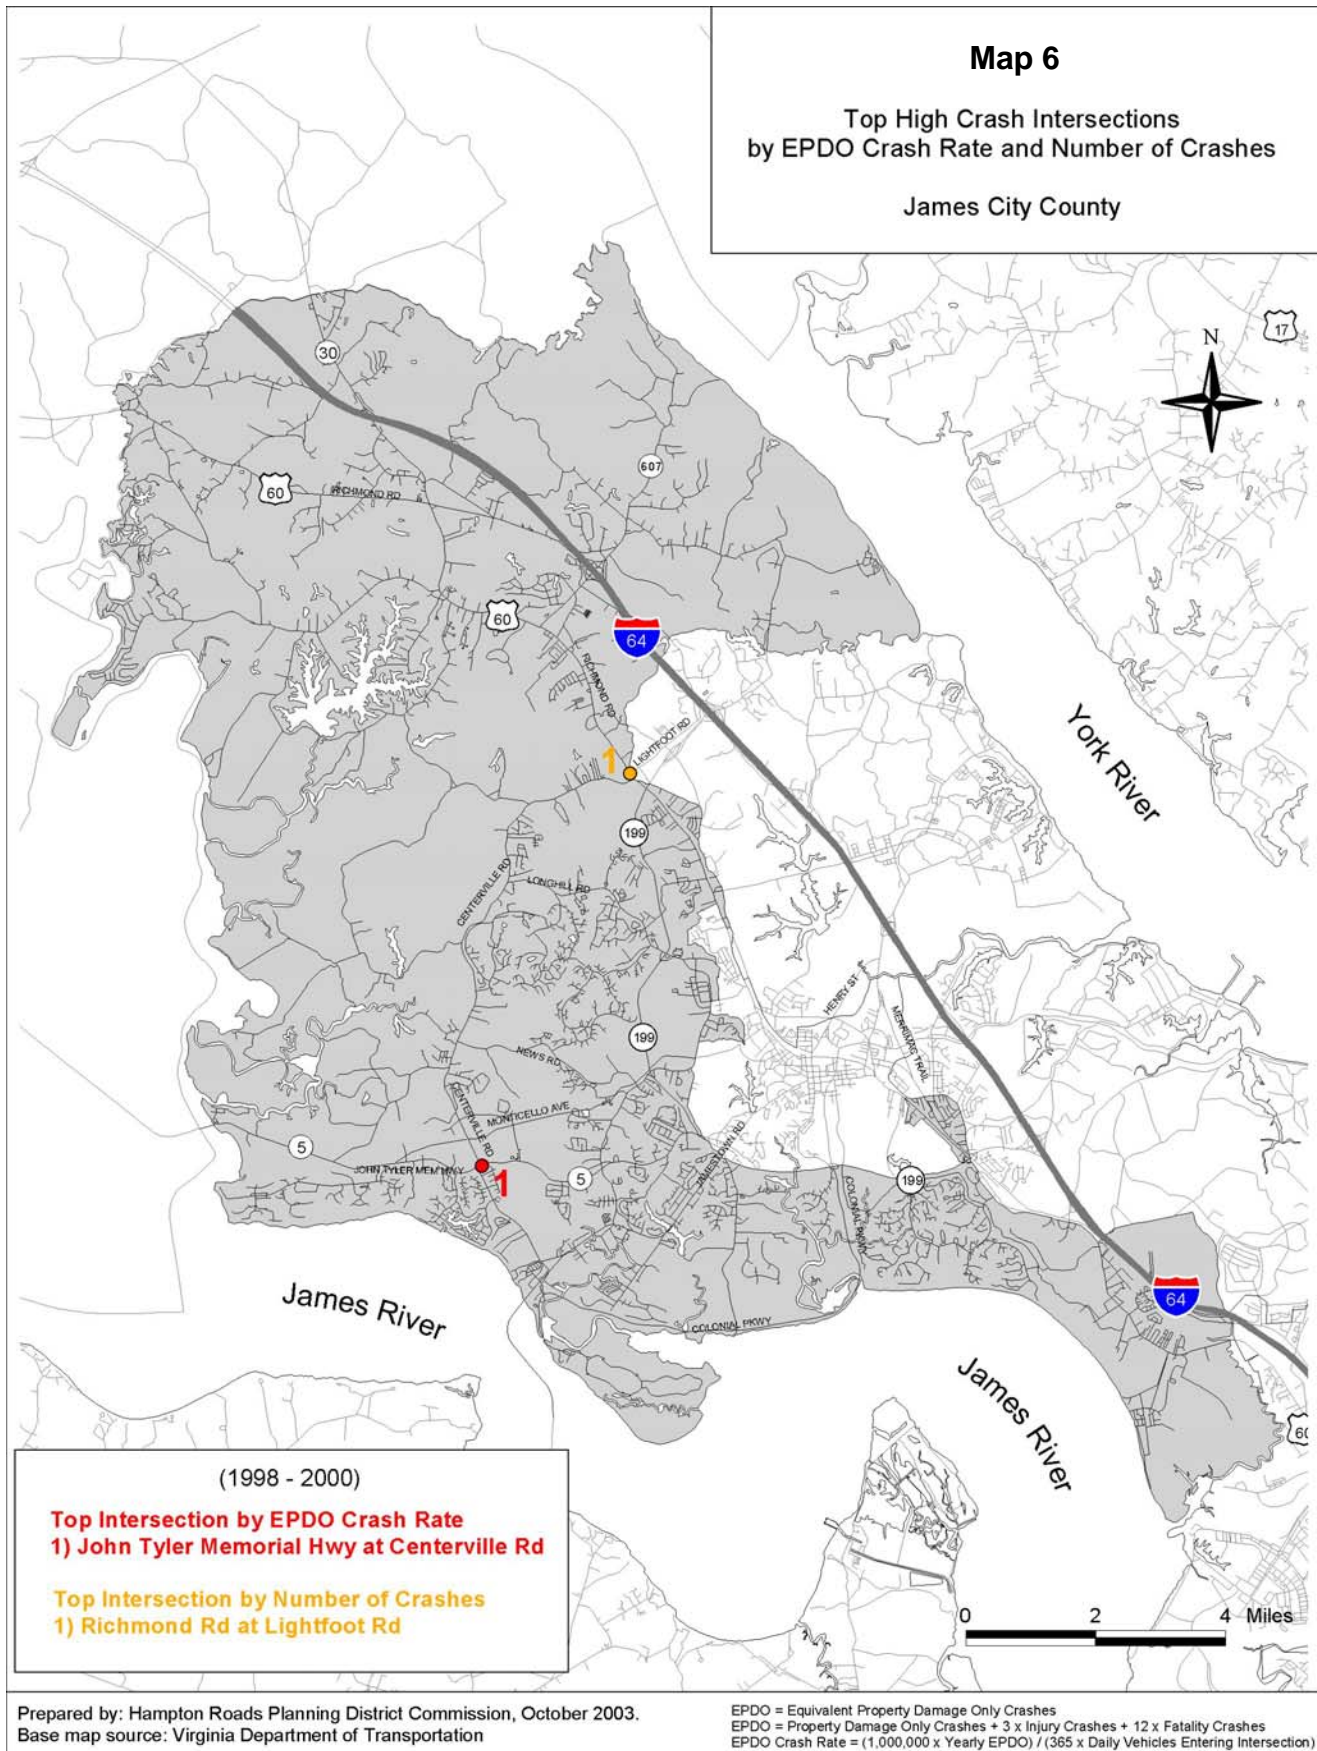 Map 6
Top High Crash Intersections
by EPDO Crash Rate and Number of Crashes
James City County
17
N
30
607
60
RICHMOND RD
60
64
RICHMOND RD
LIGHTFOOT RD
1
York River
199
CENTERVILLE RD
LONGHILL RD
HENRY ST
MERRIMAC TRAIL
199
NEWS RD
CENTERVILLE RD
MONTICELLO AVE
JAMESTOWN RD
5
JOHN TYLER MEM HWY
1
5
199
COLONIAL PKWY
James River
64
COLONIAL PKWY
James River
60
(1998 - 2000)
Top Intersection by EPDO Crash Rate
1) John Tyler Memorial Hwy at Centerville Rd
Top Intersection by Number of Crashes
1) Richmond Rd at Lightfoot Rd
0 2 4 Miles
Prepared by: Hampton Roads Planning District Commission, October 2003.
Base map source: Virginia Department of Transportation
EPDO = Equivalent Property Damage Only Crashes
EPDO = Property Damage Only Crashes + 3 x Injury Crashes + 12 x Fatality Crashes
EPDO Crash Rate = (1,000,000 x Yearly EPDO) / (365 x Daily Vehicles Entering Intersection)